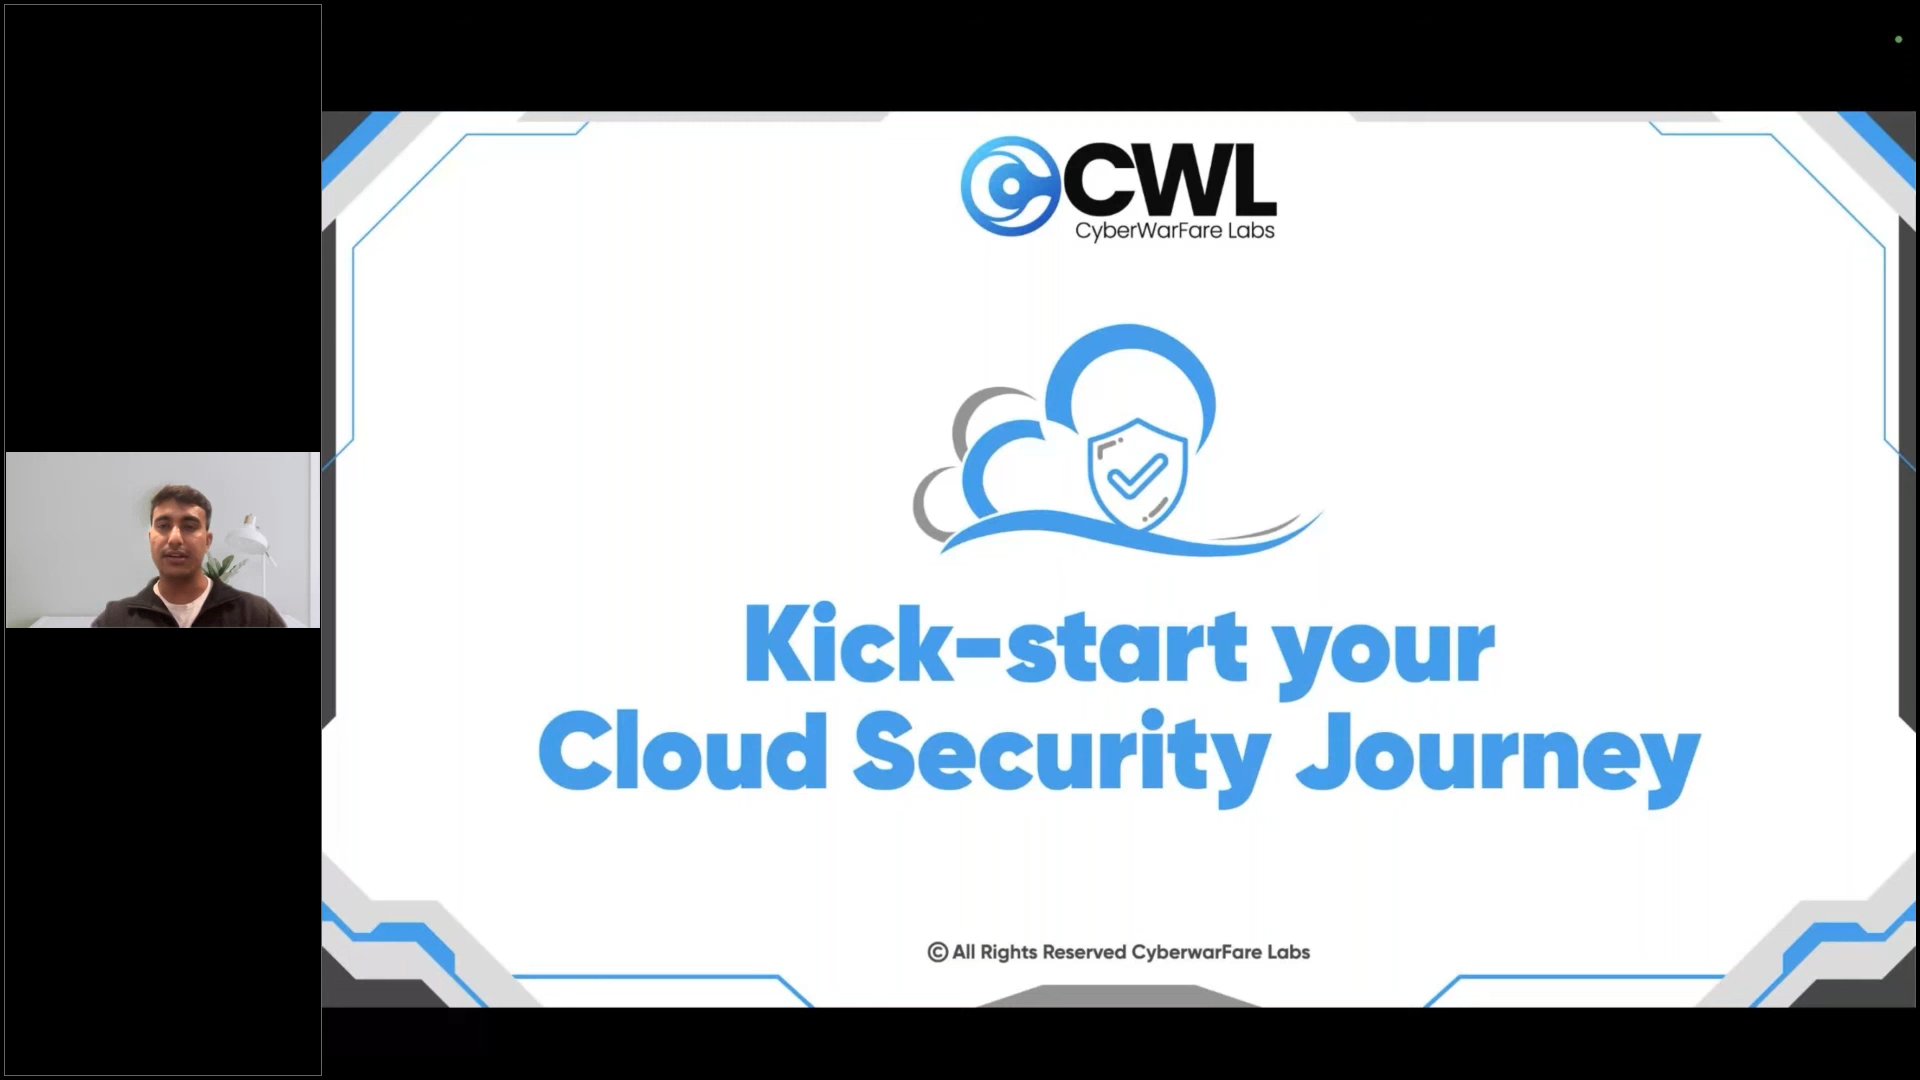 CWL
CyberWarFare Labs
Kick-start your
Cloud Security Journey
© All Rights Reserved CyberwarFare Labs